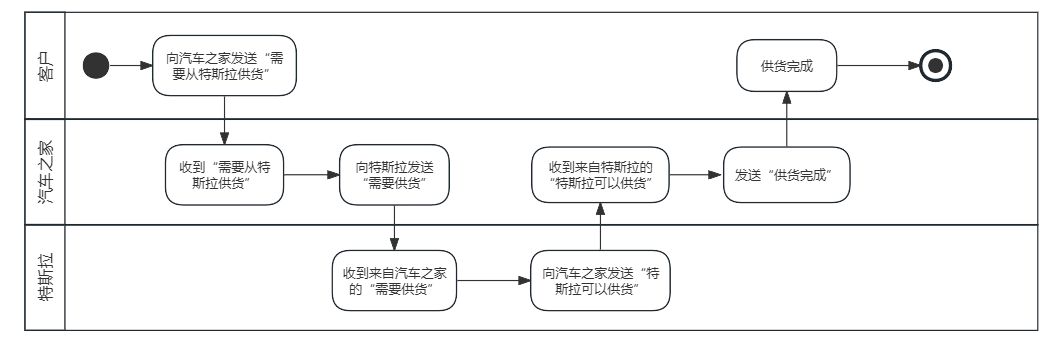 客户
向汽车之家发送“需
要从特斯拉供货”
供货完成
汽车之家
收到“需要从特
斯拉供货”
向特斯拉发送
“需要供货”
收到来自特斯拉的
“特斯拉可以供货”
发送“供货完成”
特斯拉
收到来自汽车之家
的“需要供货”
向汽车之家发送“特
斯拉可以供货”